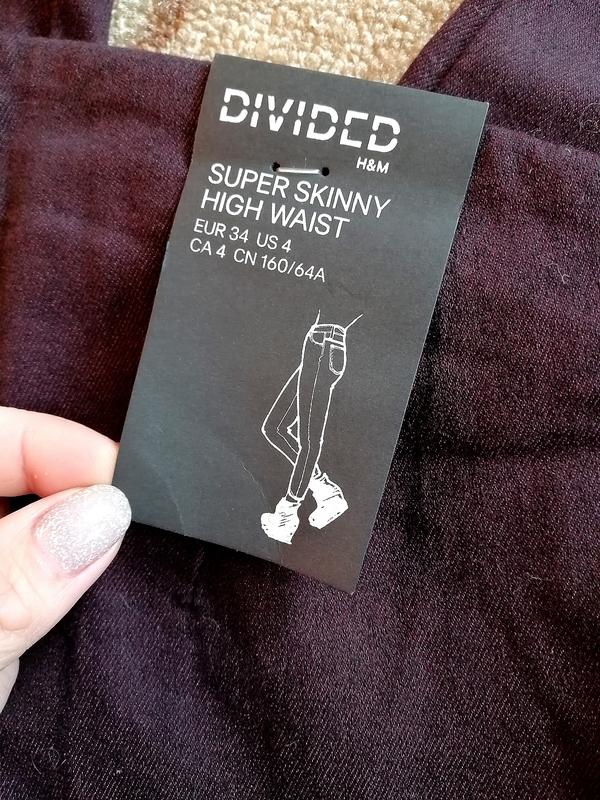 DIVIDED
H&M
SUPER SKINNY
HIGH WAIST
EUR 34 US 4
CA 4 CN 160/64A